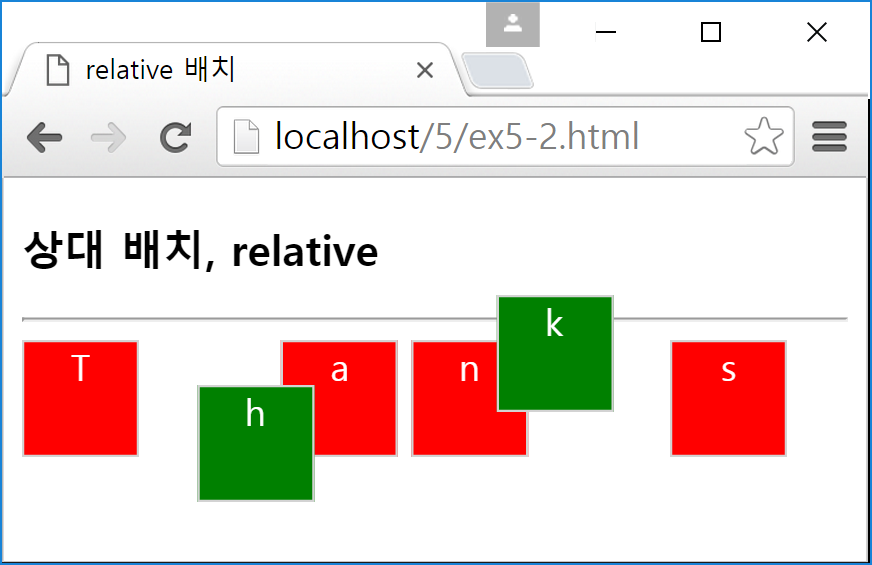 relative 배치
localhost/5/ex5-2.html
상대 배치, relative
T h a n k s